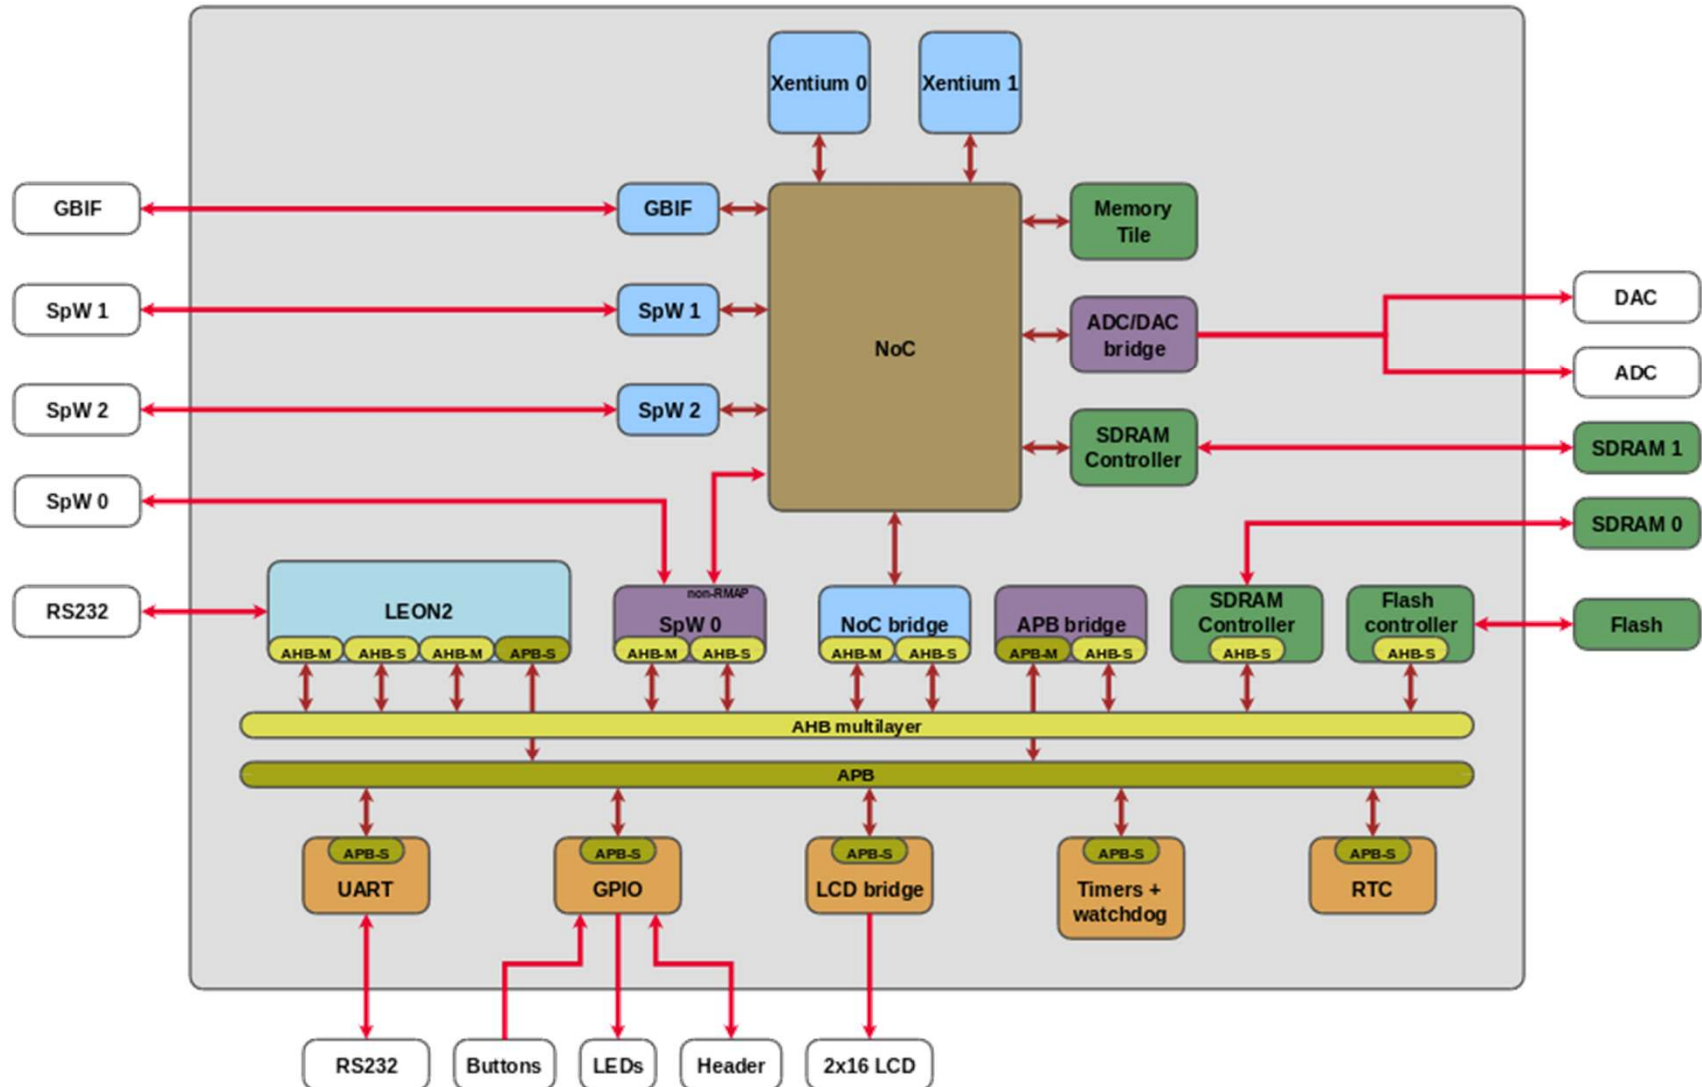 Xentium 0
Xentium 1
GBIF
GBIF
Memory
Tile
SpW 1
SpW 1
ADC/DAC
bridge
DAC
NoC
ADC
SpW 2
SpW 2
SDRAM
Controller
SDRAM 1
SpW 0
SDRAM 0
RS232
LEON2
AHB-M
AHB-S
AHB-M
APB-S
non-RMAP
SpW 0
AHB-M
AHB-S
NoC bridge
AHB-M
AHB-S
APB bridge
APB-M
AHB-S
SDRAM
Controller
AHB-S
Flash
controller
AHB-S
Flash
AHB multilayer
APB
APB-S
UART
APB-S
GPIO
APB-S
LCD bridge
APB-S
Timers +
watchdog
APB-S
RTC
RS232
Buttons
LEDs
Header
2x16 LCD